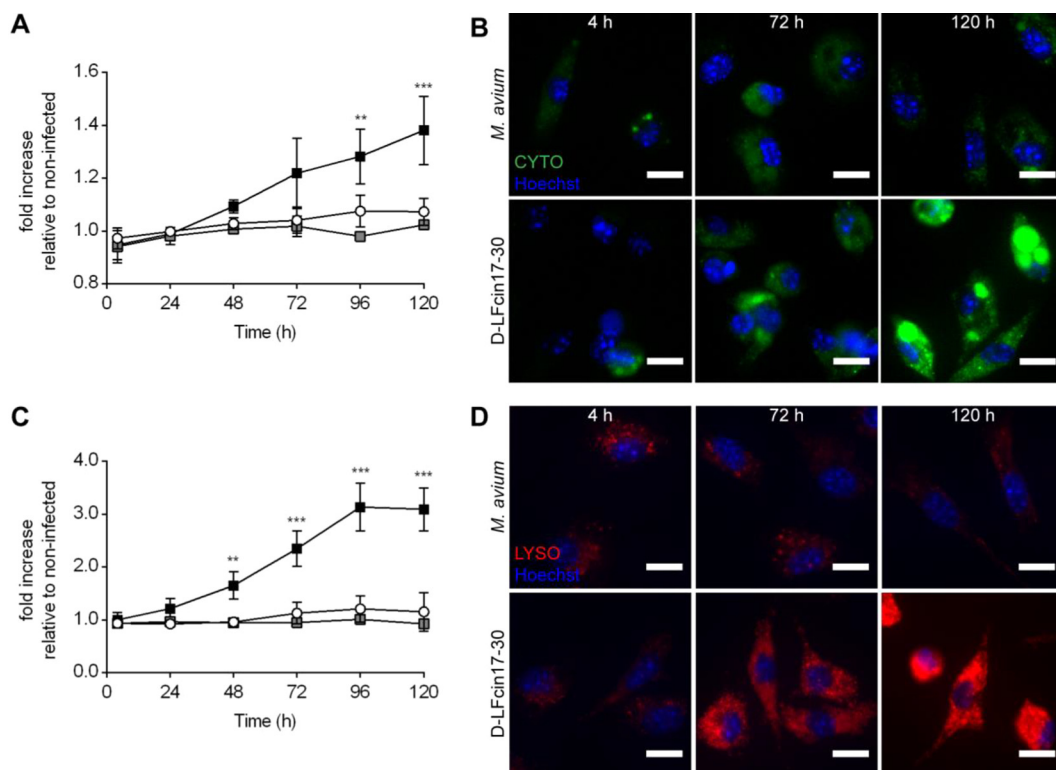 A
fold increase
relative to non-infected
1.6
1.4
1.2
1.0
0.8
**
***
0 24 48 72 96 120
Time (h)
B
4 h 72 h 120 h
M. avium
CYTO
Hoechst
D-LFcin17-30
C
fold increase
relative to non-infected
4.0
3.0
2.0
1.0
0.0
**
***
***
***
0 24 48 72 96 120
Time (h)
D
4 h 72 h 120 h
M. avium
LYSO
Hoechst
D-LFcin17-30